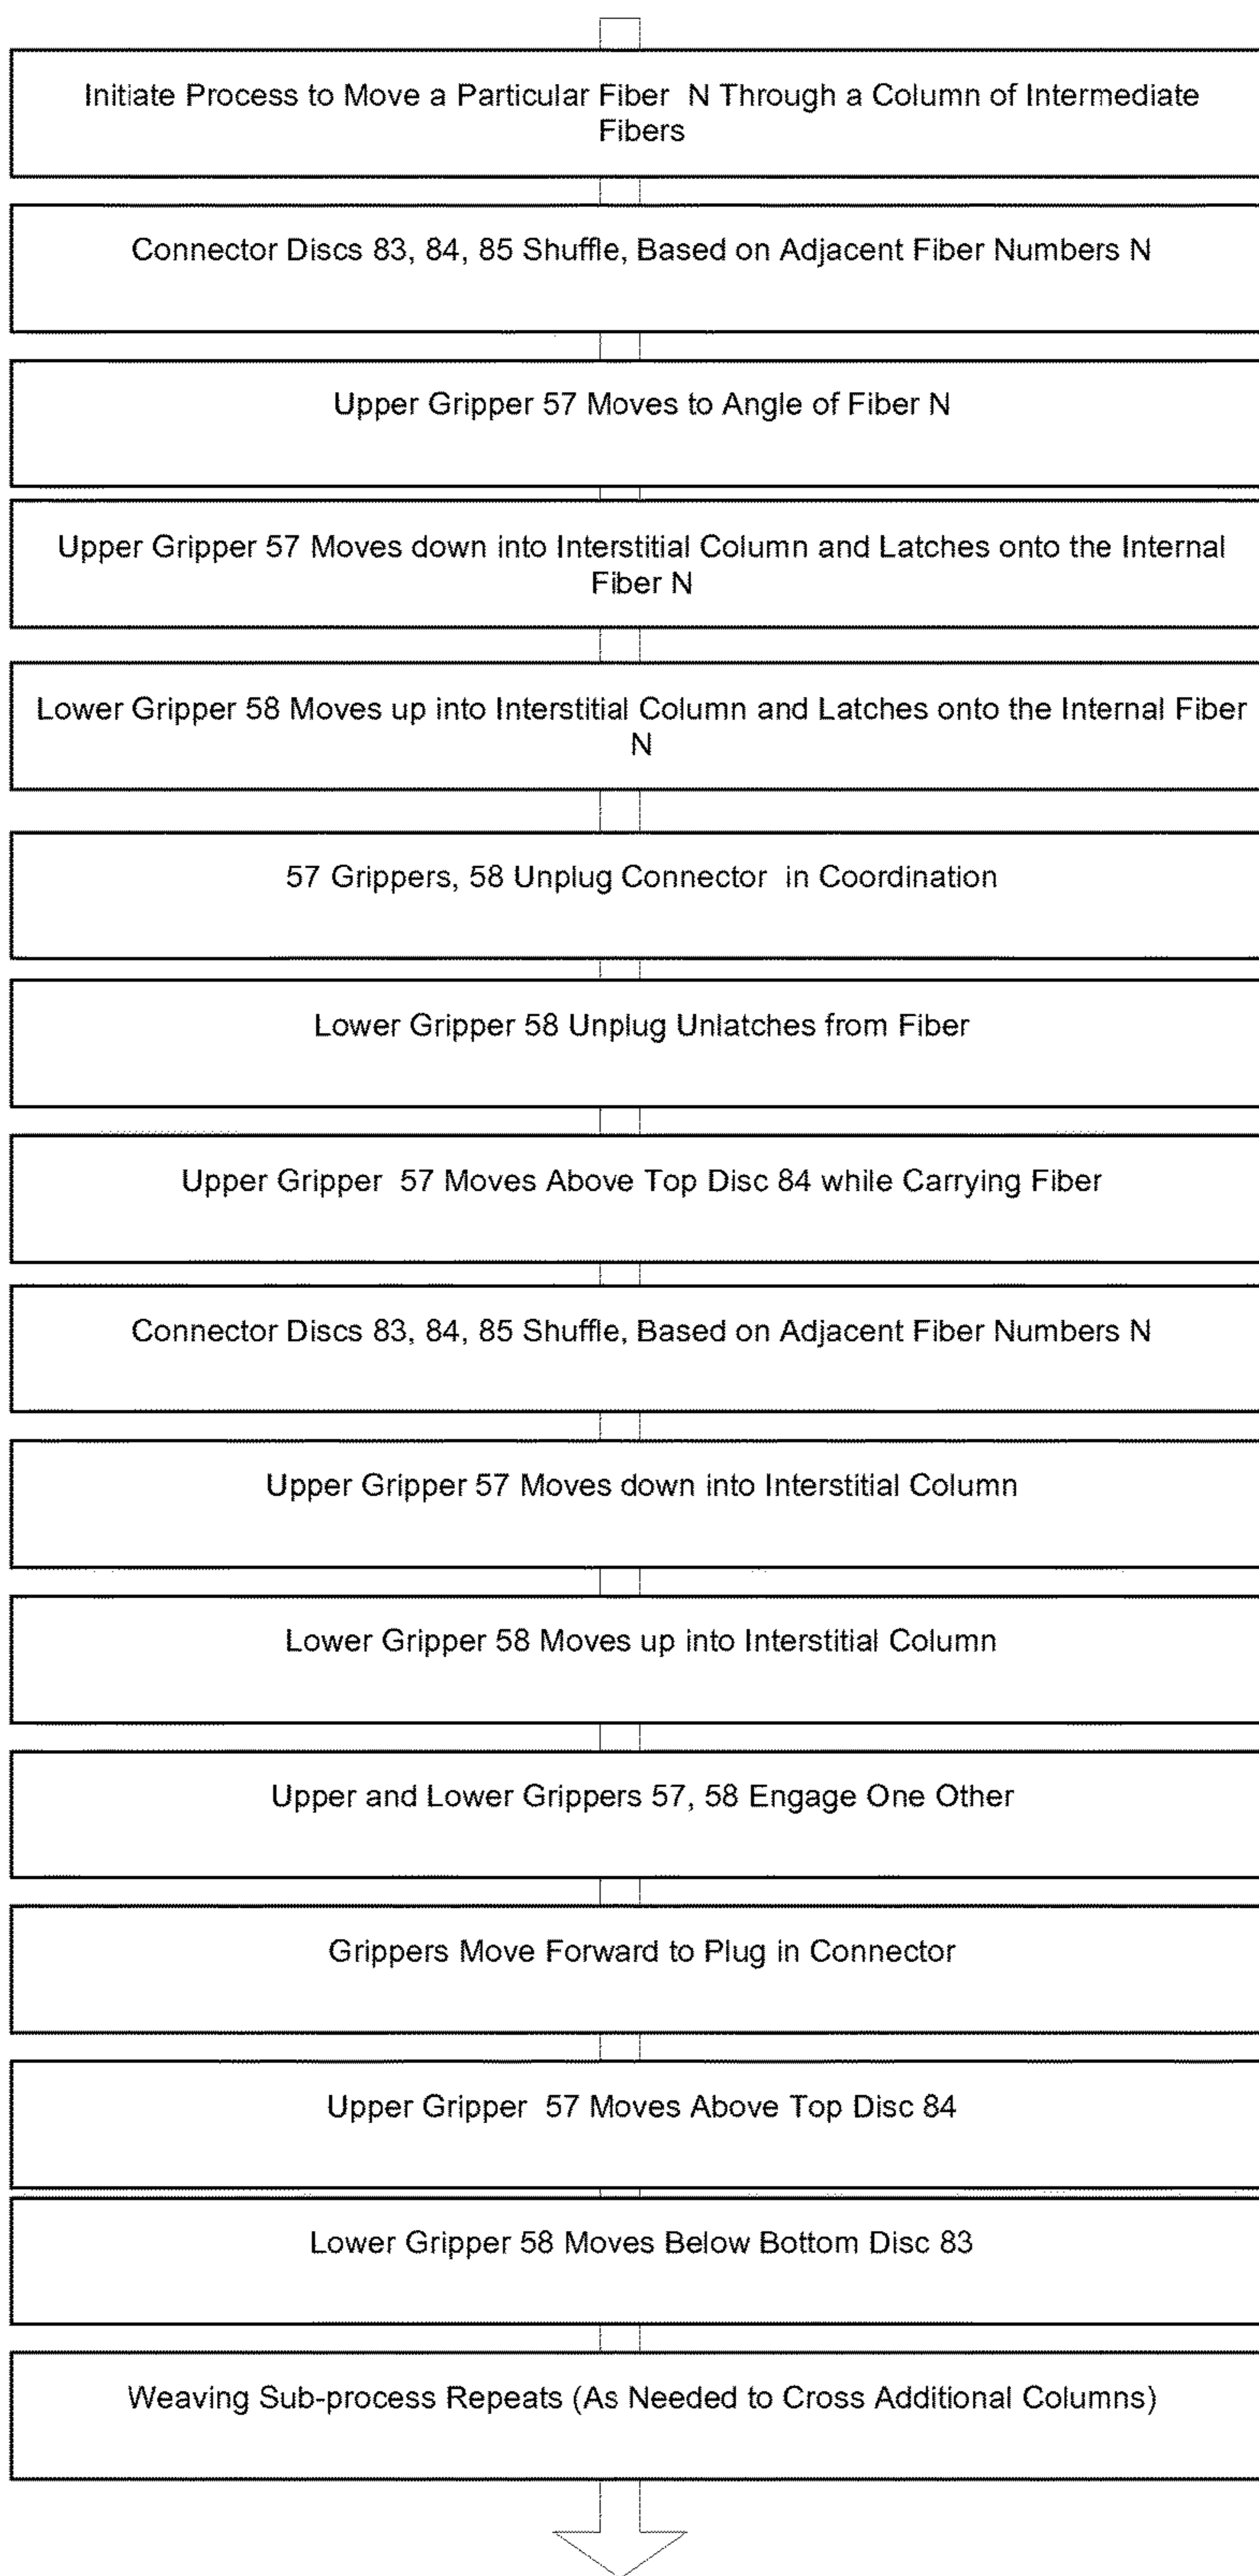 Initiate Process to Move a Particular Fiber N Through a Column of Intermediate
Fibers
Connector Discs 83, 84, 85 Shuffle, Based on Adjacent Fiber Numbers N
Upper Gripper 57 Moves to Angle of Fiber N
Upper Gripper 57 Moves down into Interstitial Column and Latches onto the Internal
Fiber N
Lower Gripper 58 Moves up into Interstitial Column and Latches onto the Internal Fiber
N
57 Grippers, 58 Unplug Connector in Coordination
Lower Gripper 58 Unplug Unlatches from Fiber
Upper Gripper 57 Moves Above Top Disc 84 while Carrying Fiber
Connector Discs 83, 84, 85 Shuffle, Based on Adjacent Fiber Numbers N
Upper Gripper 57 Moves down into Interstitial Column
Lower Gripper 58 Moves up into Interstitial Column
Upper and Lower Grippers 57, 58 Engage One Other
Grippers Move Forward to Plug in Connector
Upper Gripper 57 Moves Above Top Disc 84
Lower Gripper 58 Moves Below Bottom Disc 83
Weaving Sub-process Repeats (As Needed to Cross Additional Columns)